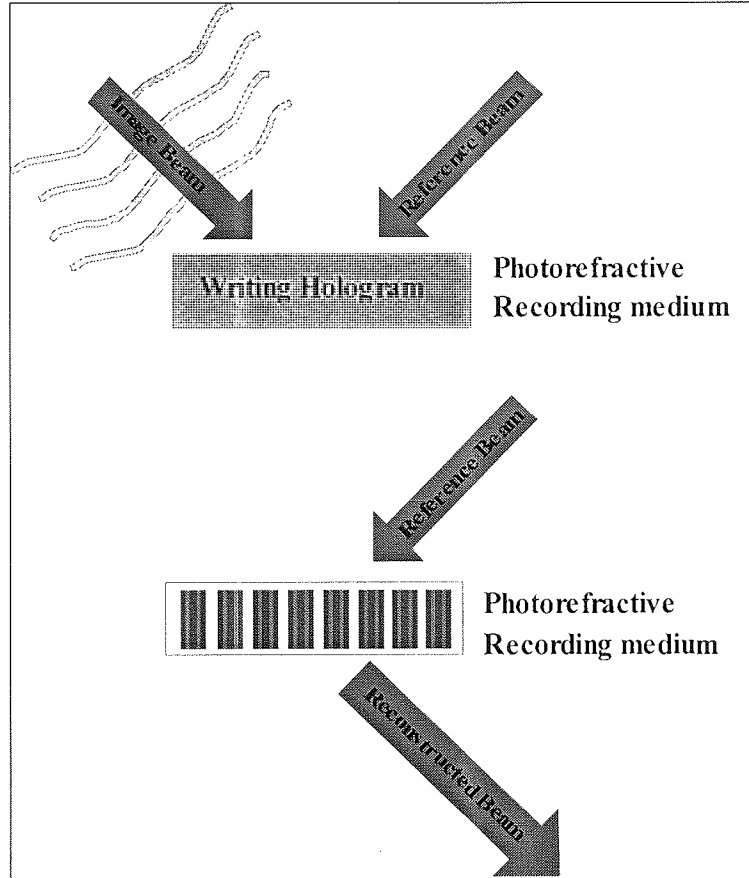 Image Beam
Reference Beam
Writing Hologram
Photorefractive
Recording medium
Reference Beam
Photorefractive
Recording medium
Reconstructed Beam